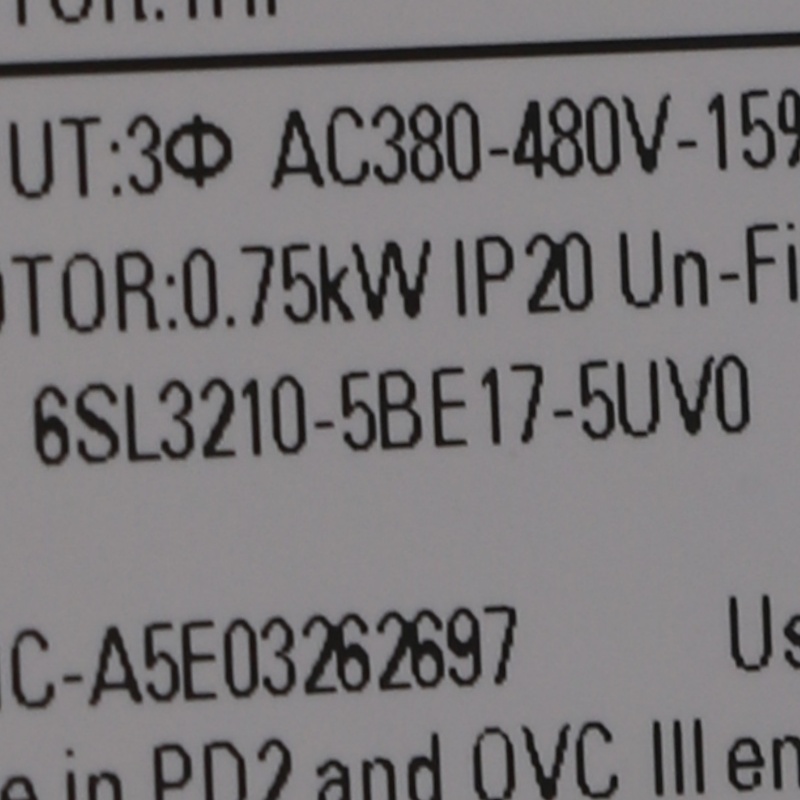 UT:3Φ AC380-480V-15%
OTOR:0.75kW IP20 Un-Fi
6SL3210-5BE17-5UV0
C-A5E03262697 Us
e in PD2 and OVC III en